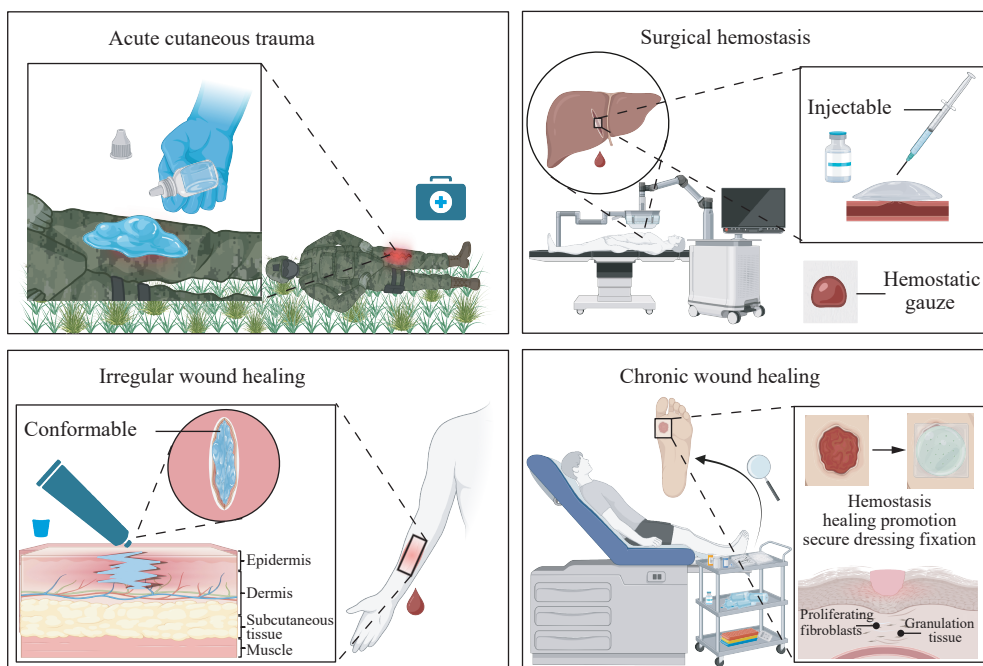 Acute cutaneous trauma
Surgical hemostasis
Injectable
Hemostatic
gauze
Irregular wound healing
Conformable
Epidermis
Dermis
Subcutaneous
tissue
Muscle
Chronic wound healing
Hemostasis
healing promotion
secure dressing fixation
Proliferating
fibroblasts
Granulation
tissue